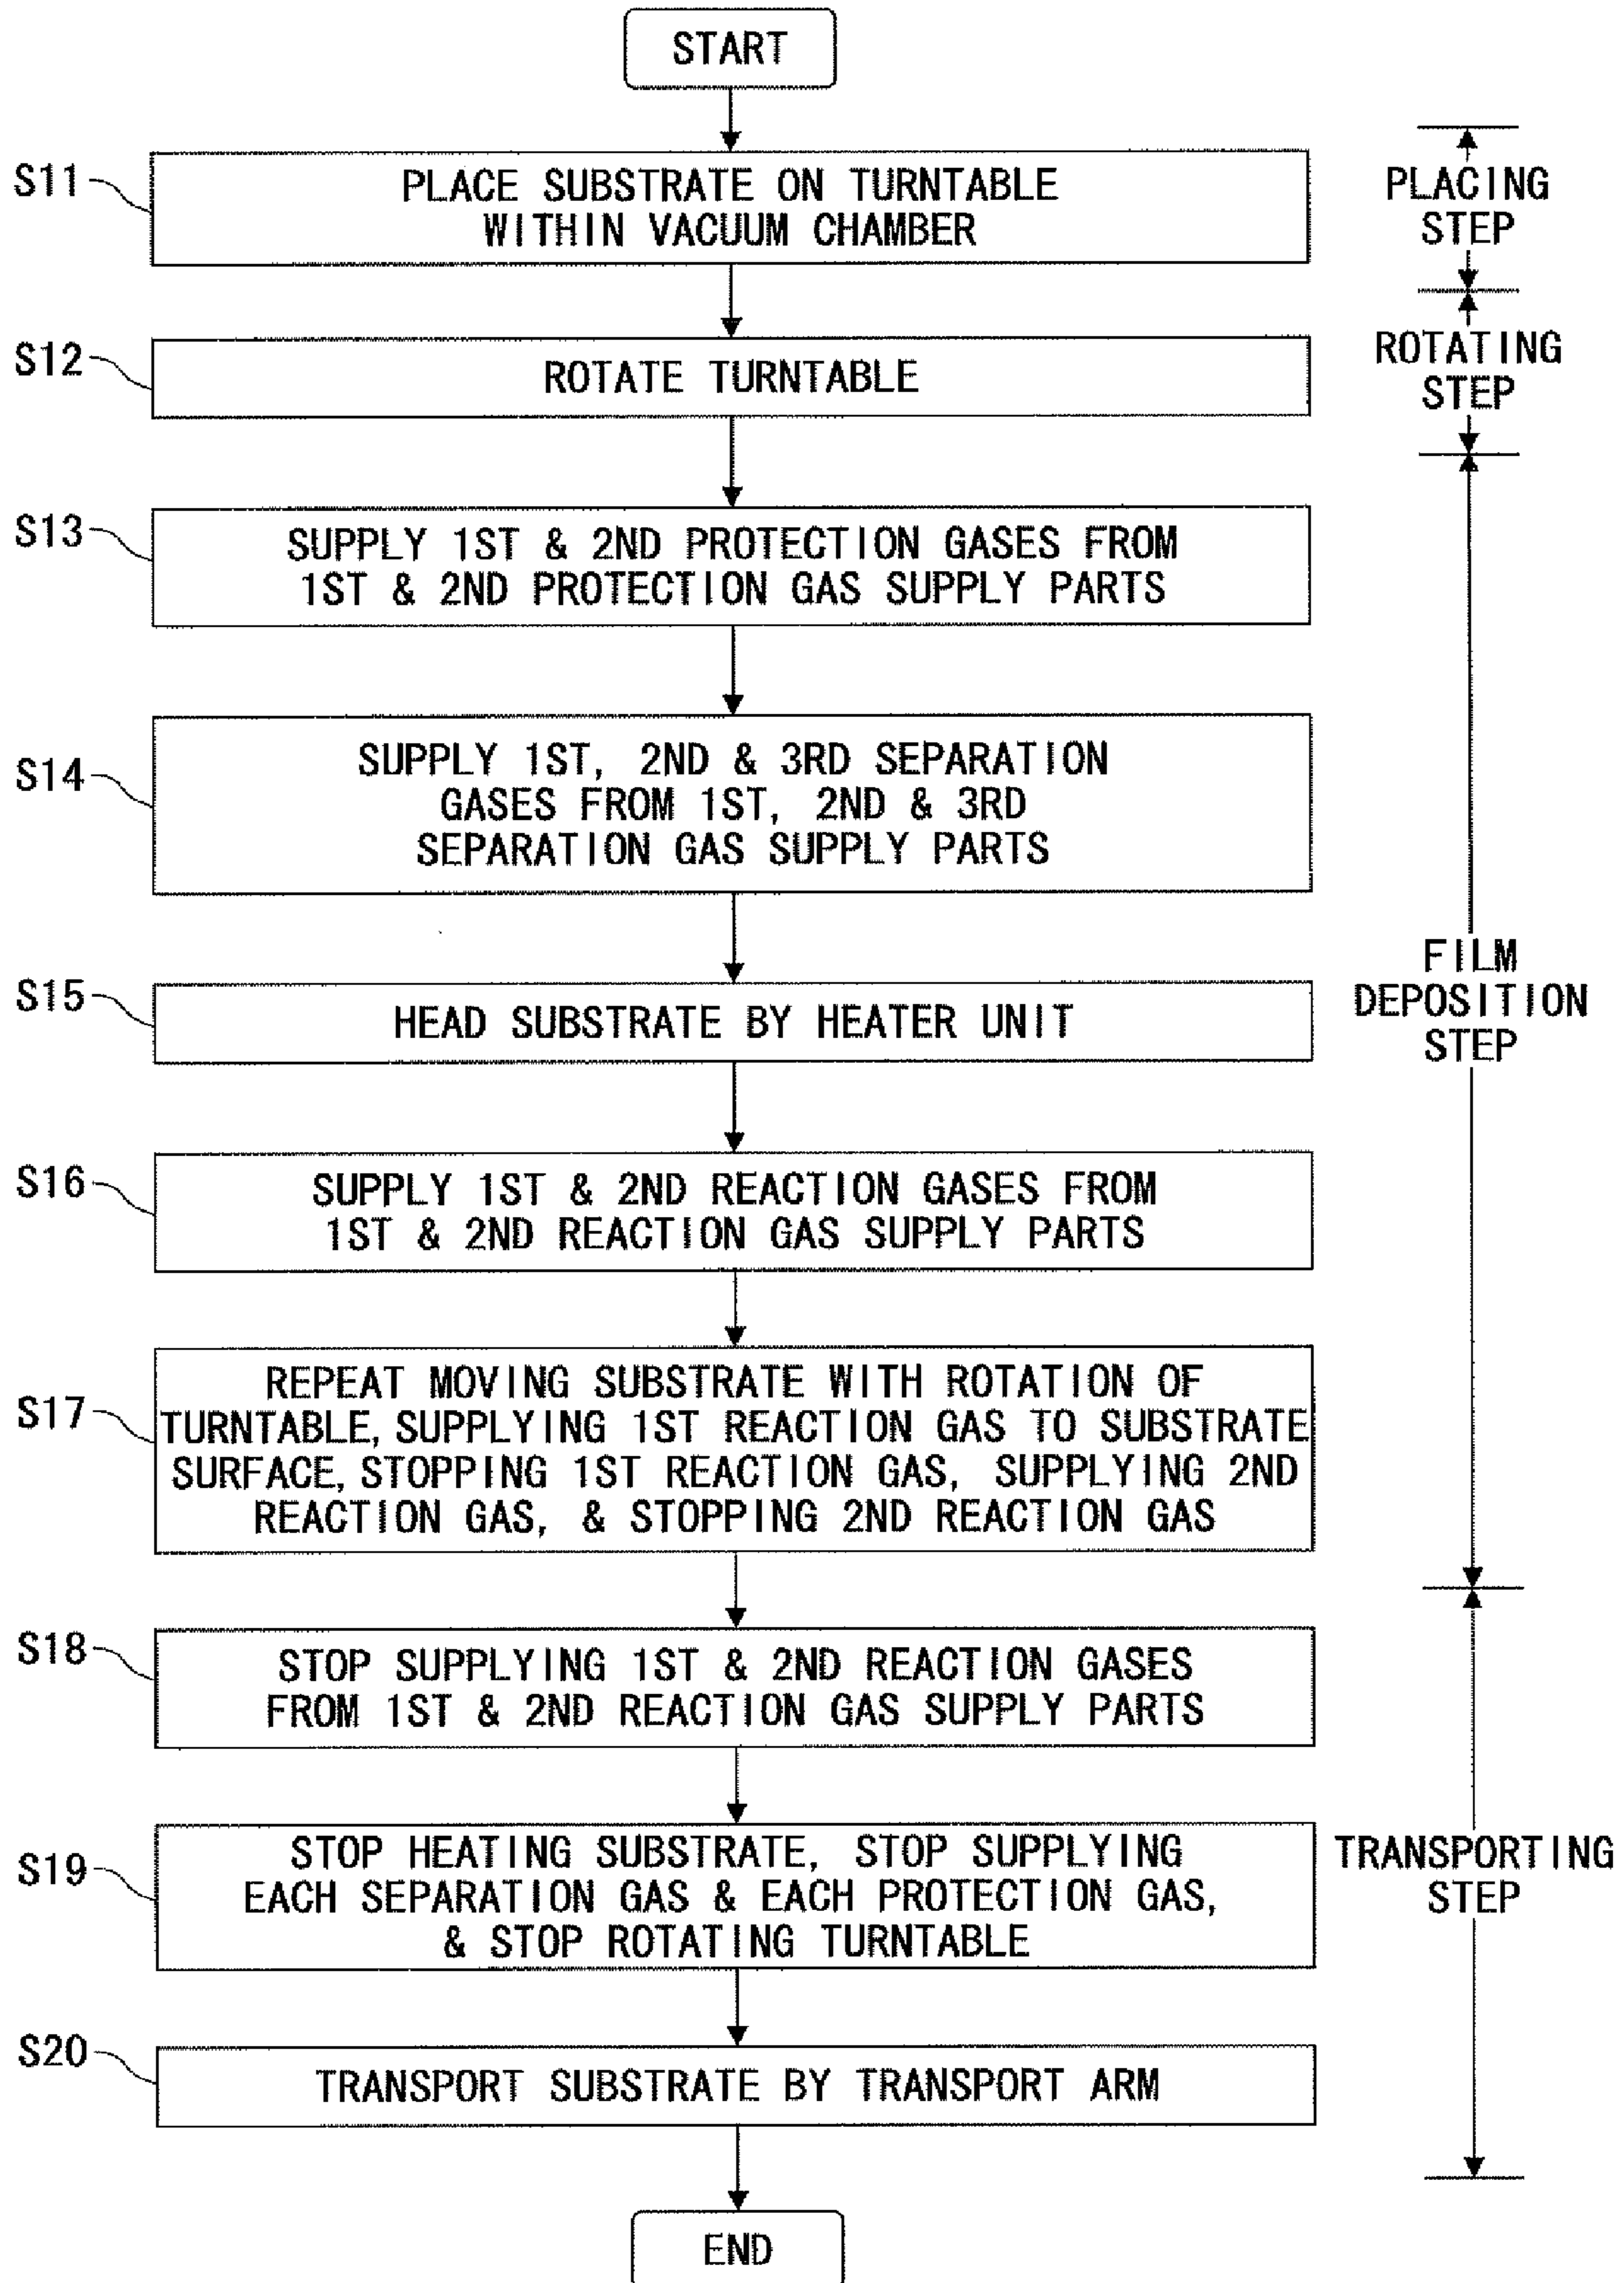 START
S11
PLACE SUBSTRATE ON TURNTABLE
WITHIN VACUUM CHAMBER
PLACING
STEP
S12
ROTATE TURNTABLE
ROTATING
STEP
S13
SUPPLY 1ST & 2ND PROTECTION GASES FROM
1ST & 2ND PROTECTION GAS SUPPLY PARTS
S14
SUPPLY 1ST, 2ND & 3RD SEPARATION
GASES FROM 1ST, 2ND & 3RD
SEPARATION GAS SUPPLY PARTS
FILM
DEPOSITION
STEP
S15
HEAD SUBSTRATE BY HEATER UNIT
S16
SUPPLY 1ST & 2ND REACTION GASES FROM
1ST & 2ND REACTION GAS SUPPLY PARTS
S17
REPEAT MOVING SUBSTRATE WITH ROTATION OF
TURNTABLE, SUPPLYING 1ST REACTION GAS TO SUBSTRATE
SURFACE, STOPPING 1ST REACTION GAS, SUPPLYING 2ND
REACTION GAS, & STOPPING 2ND REACTION GAS
S18
STOP SUPPLYING 1ST & 2ND REACTION GASES
FROM 1ST & 2ND REACTION GAS SUPPLY PARTS
S19
STOP HEATING SUBSTRATE, STOP SUPPLYING
EACH SEPARATION GAS & EACH PROTECTION GAS,
& STOP ROTATING TURNTABLE
TRANSPORTING
STEP
S20
TRANSPORT SUBSTRATE BY TRANSPORT ARM
END